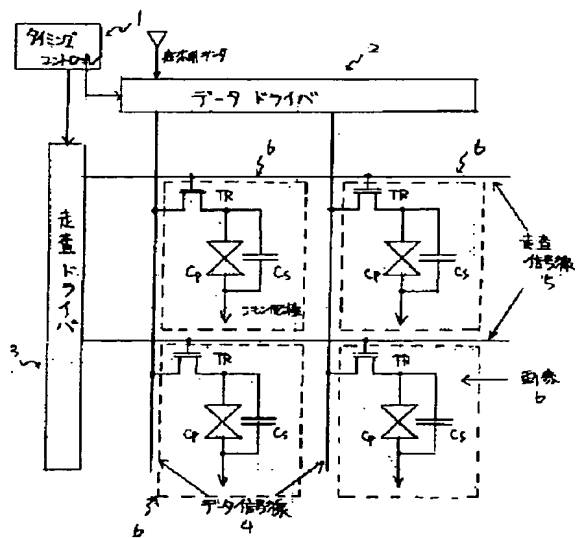 1
タイミング
コントローラ
表示用データ
2
データ ドライバ
6
6
TR
TR
走査ドライバ
走査
信号線
5
Cp
Cs
Cp
Cs
コモン配線
3
TR
TR
画素
6
Cp
Cs
Cp
Cs
データ信号線
4
6